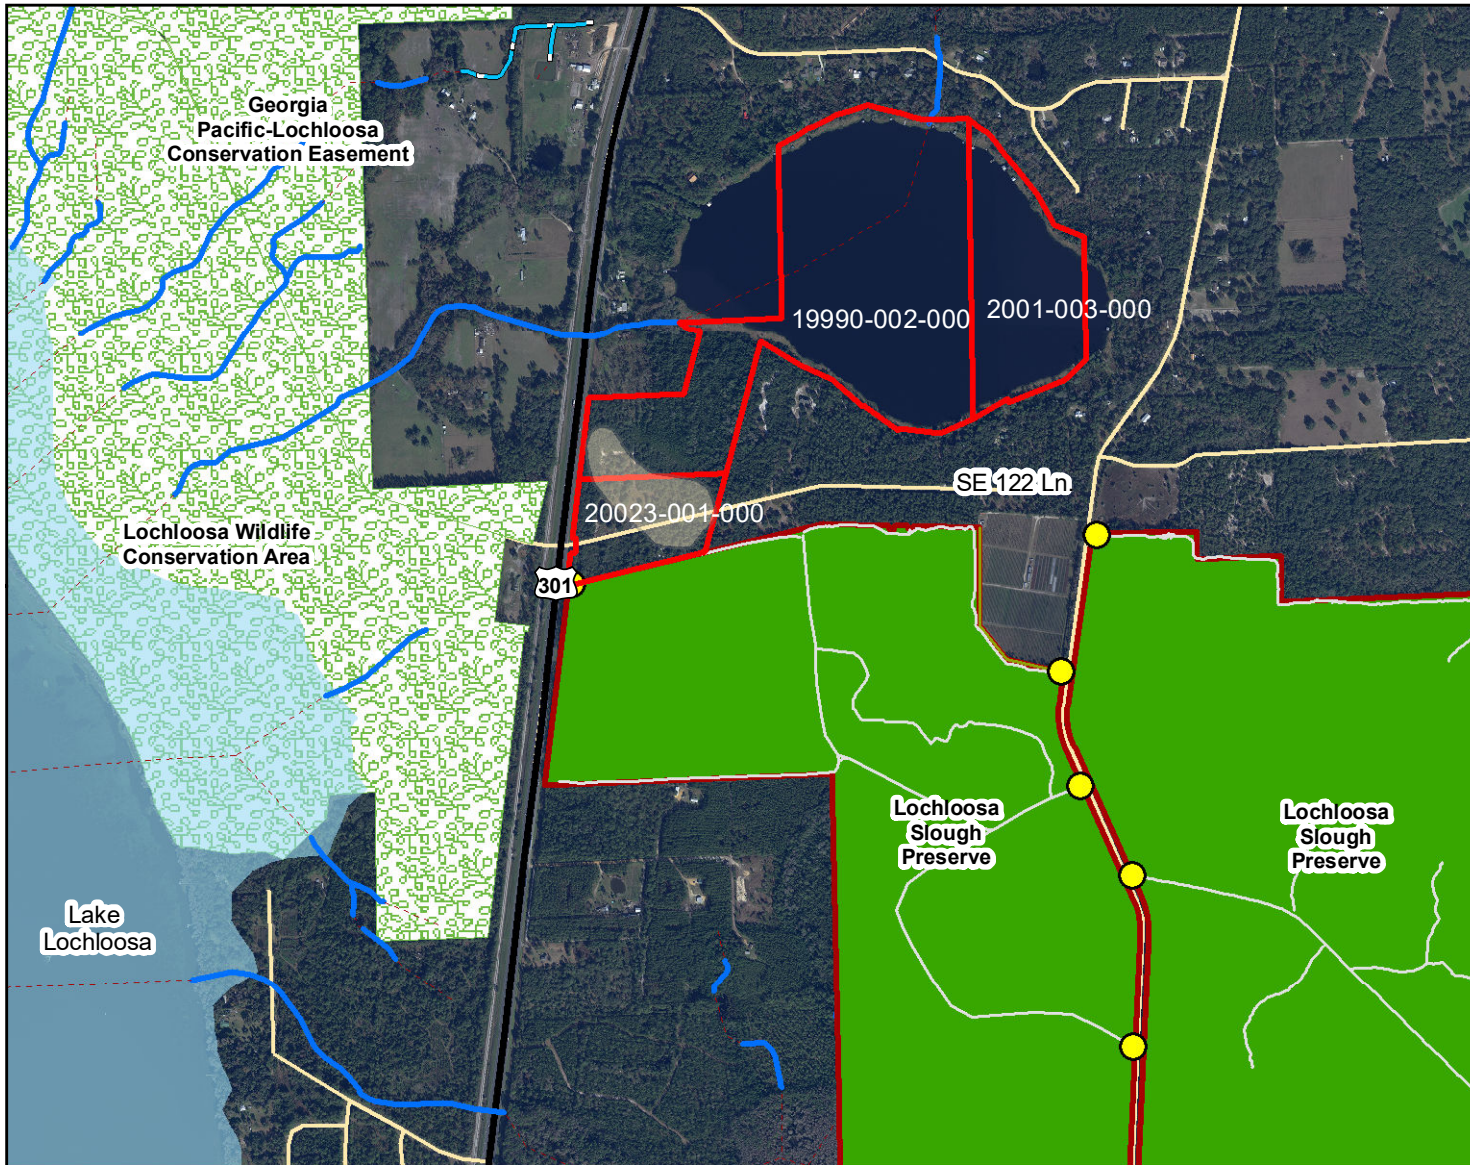 Georgia
Pacific-Lochloosa
Conservation Easement
19990-002-000
2001-003-000
SE 122 Ln
20023-001-000
Lochloosa Wildlife
Conservation Area
301
Lochloosa
Slough
Preserve
Lochloosa
Slough
Preserve
Lake
Lochloosa